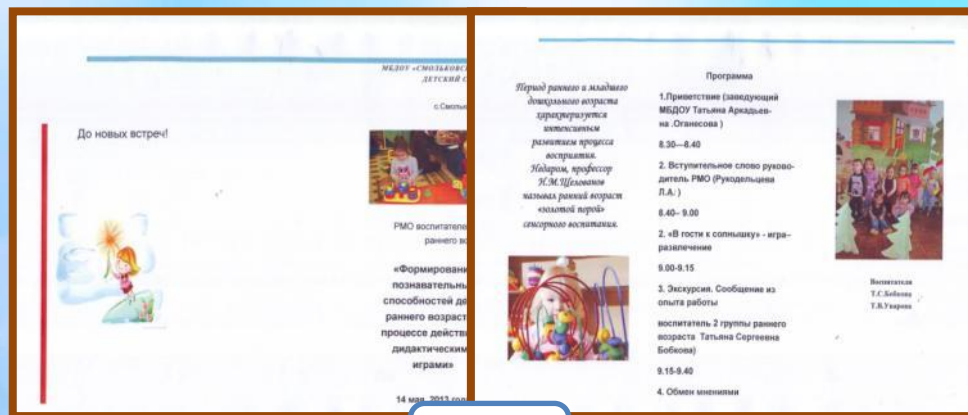 До новых встреч!
МБДОУ «СМОЛЬКОВС
ДЕТСКИЙ С
с.Смоль
РМО воспитателе
раннего во
«Формировани
познавательны
способностей де
раннего возраст
процессе действ
дидактическим
играми»
14 мая 2013 год
Период раннего и младшего
дошкольного возраста
характеризуется
интенсивным
развитием процесса
восприятия.
Недаром, профессор
Н.М.Щелованов
называл ранний возраст
«золотой порой»
сенсорного воспитания.
Программа
1.Приветствие (заведующий
МБДОУ Татьяна Аркадьев-
на .Оганесова )
8.30—8.40
2. Вступительное слово руково-
дитель РМО (Рукодельцева
Л.А. )
8.40– 9.00
2. «В гости к солнышку» - игра–
развлечение
9.00-9.15
3. Экскурсия. Сообщение из
опыта работы
воспитатель 2 группы раннего
возраста Татьяна Сергеевна
Бобкова)
9.15-9.40
4. Обмен мнениями
Воспитатели
Т.С.Бобкова
Т.В.Уварова